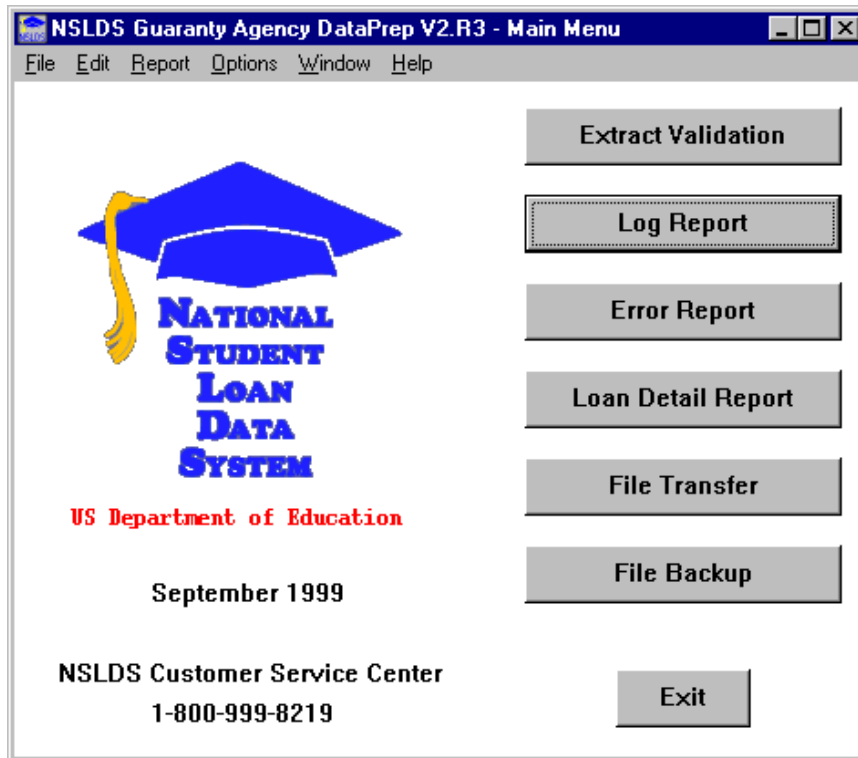 NSLDS Guaranty Agency DataPrep V2.R3 - Main Menu
File Edit Report Options Window Help
Extract Validation
Log Report
Error Report
Loan Detail Report
File Transfer
File Backup
Exit
NATIONAL
STUDENT
LOAN
DATA
SYSTEM
US Department of Education
September 1999
NSLDS Customer Service Center
1-800-999-8219